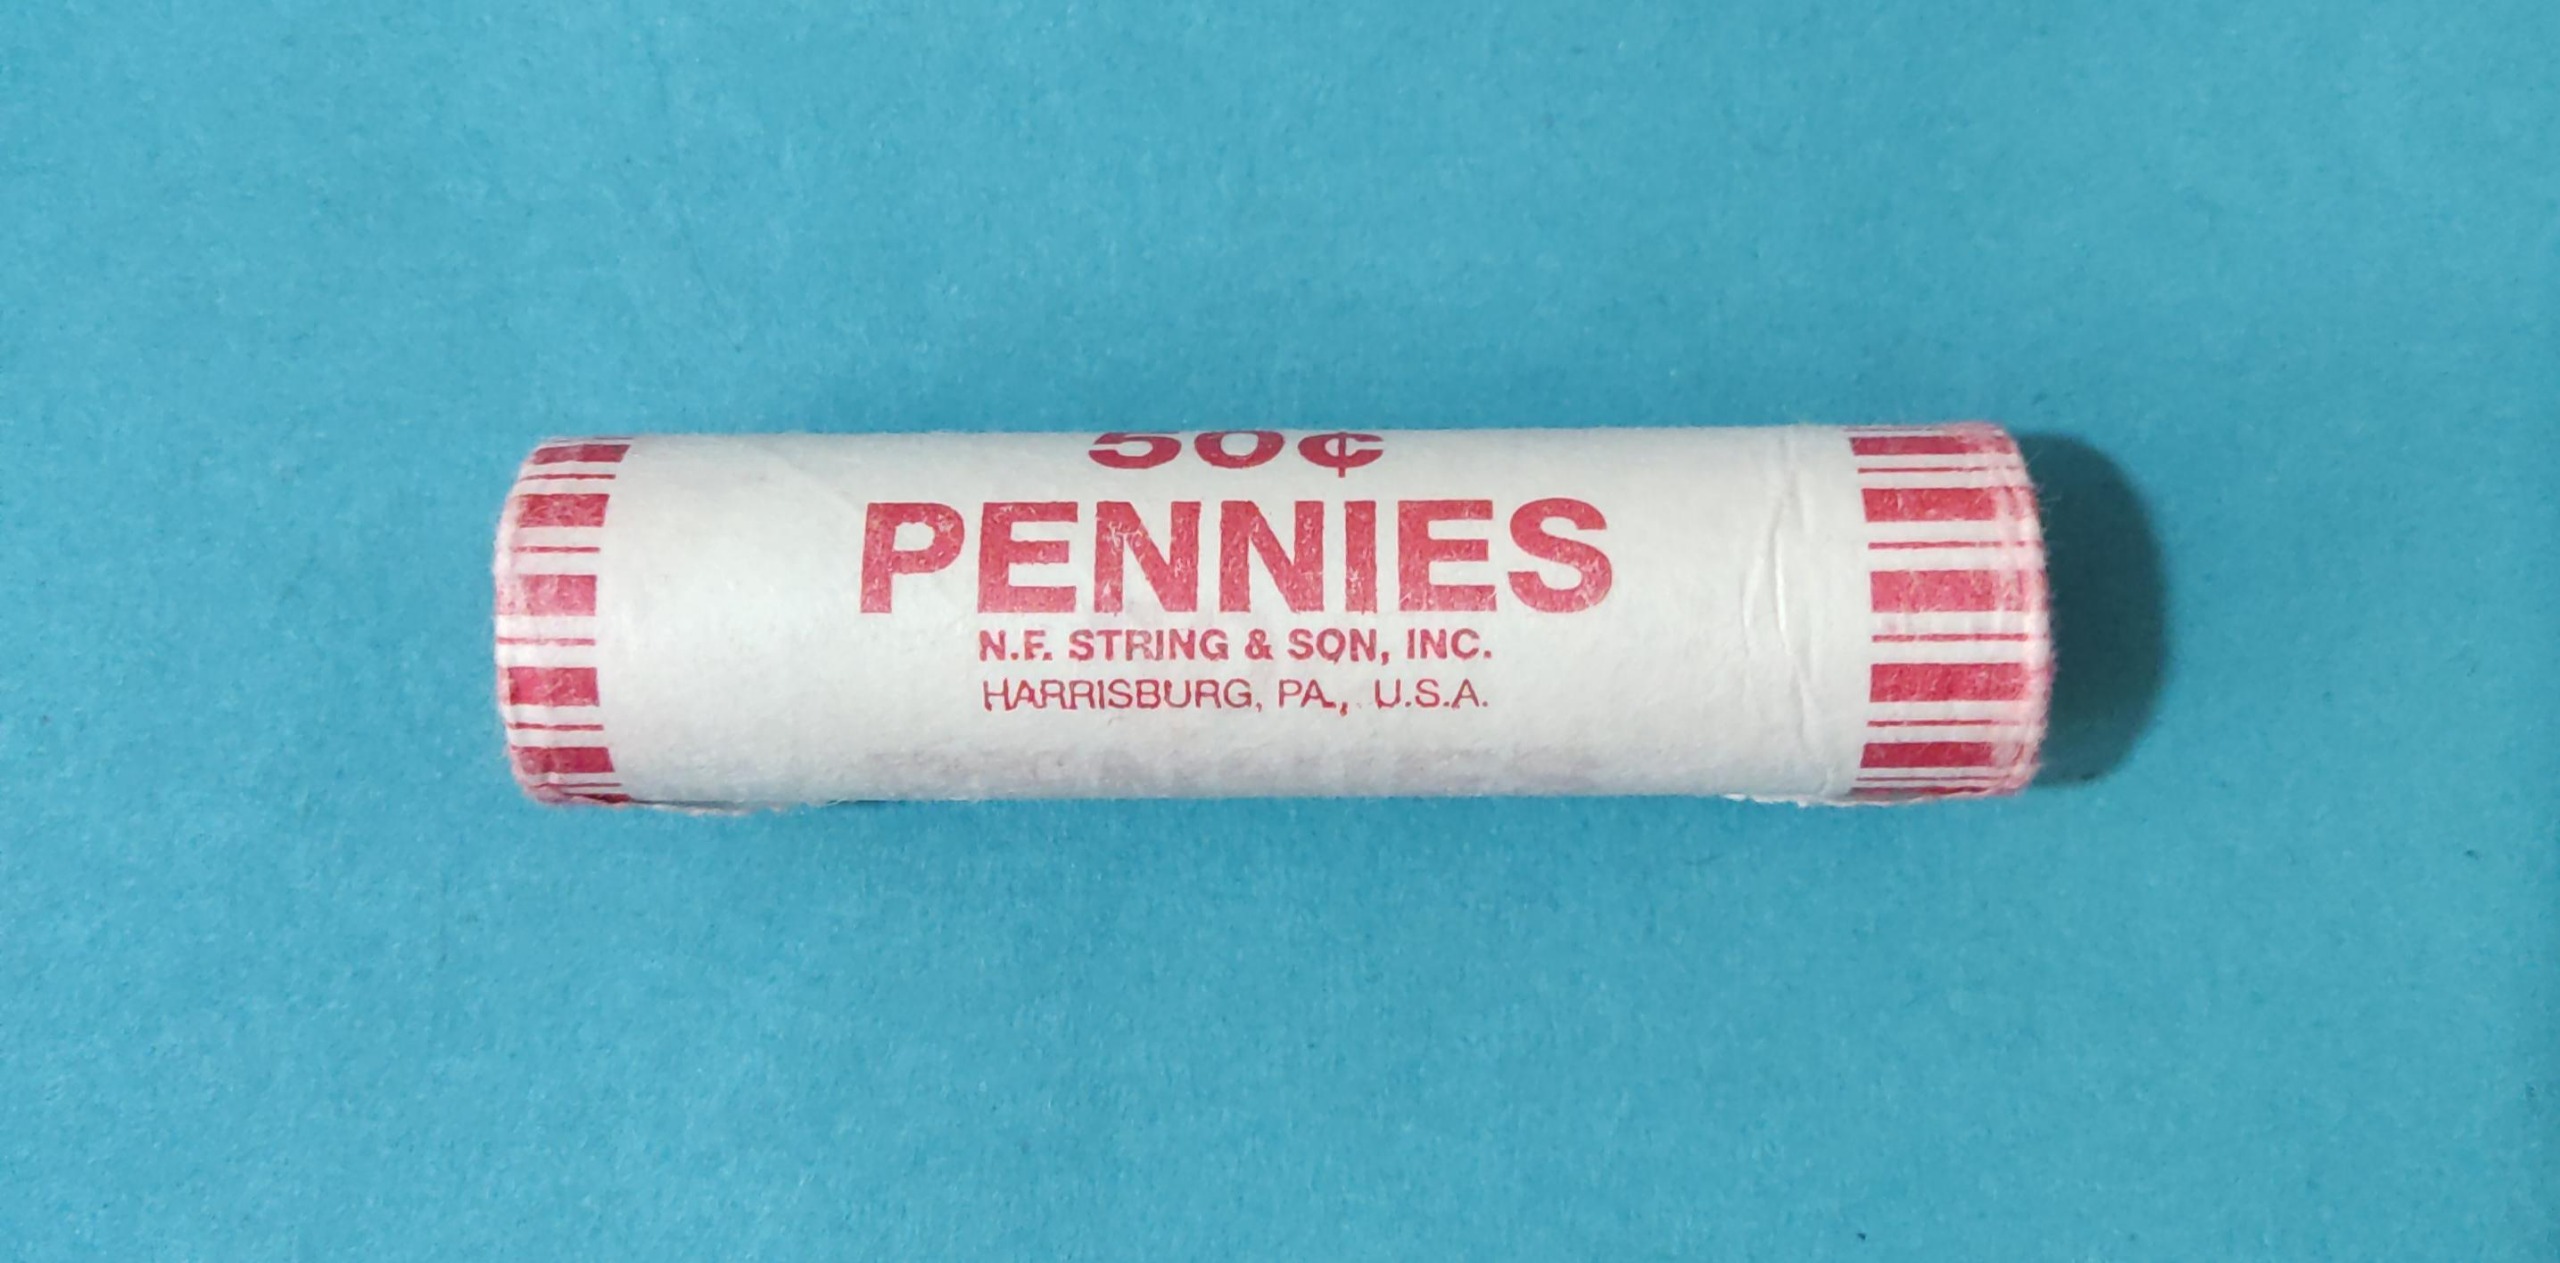 50¢
PENNIES
N.F. STRING & SON, INC.
HARRISBURG, PA., U.S.A.